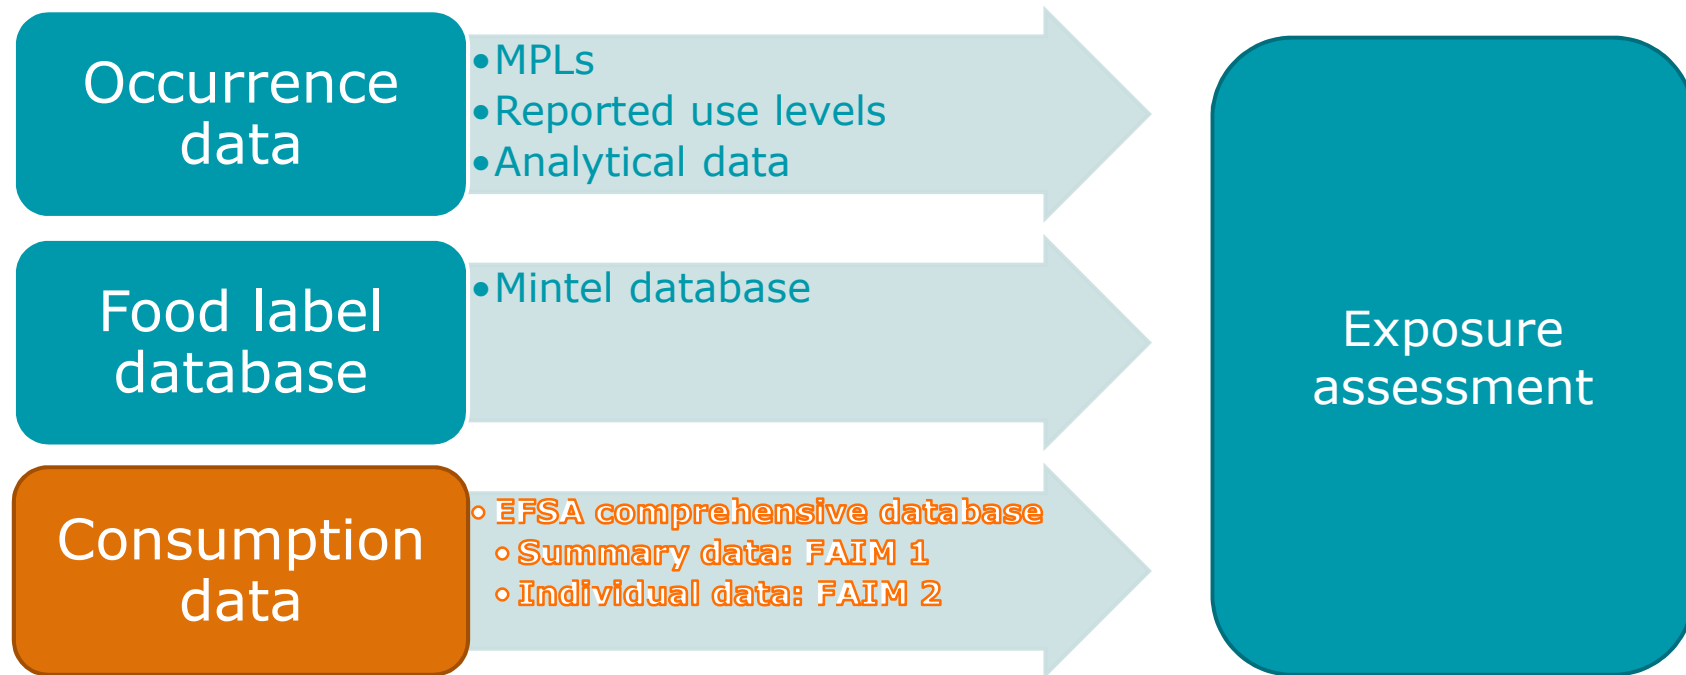 Occurrence
data
•MPLs
•Reported use levels
•Analytical data
Food label
database
•Mintel database
Consumption
data
• EFSA comprehensive database
• Summary data: FAIM 1
• Individual data: FAIM 2
Exposure
assessment